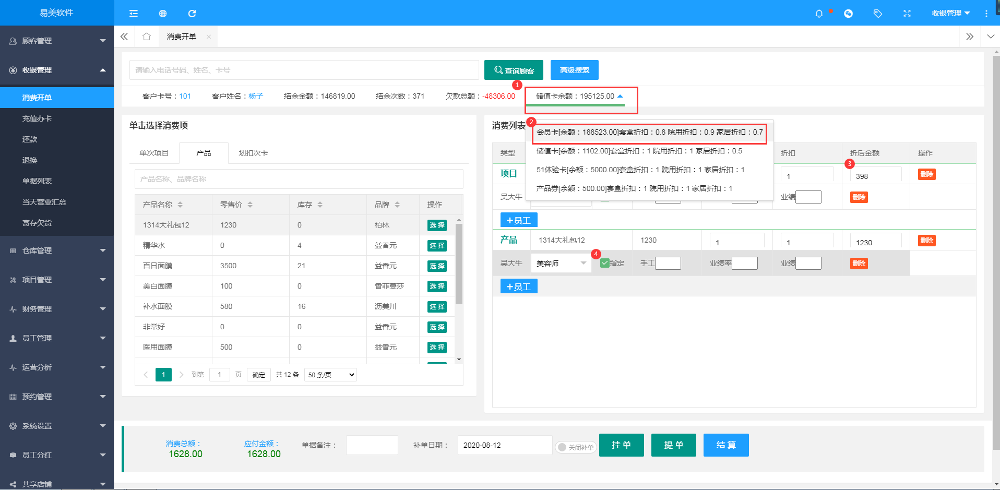 易美软件
收银管理
消费开单
顾客管理
收银管理
消费开单
充值办卡
还款
退换
单据列表
当天营业汇总
寄存欠货
仓库管理
项目管理
财务管理
员工管理
运营分析
预约管理
系统设置
员工分红
共享店铺
请输入电话号码、姓名、卡号
查询顾客
高级搜索
1
客户卡号：101
客户姓名：杨子
结余金额：146819.00
结余次数：371
欠款总额：-48306.00
储值卡余额：195125.00
单击选择消费项
单次项目
产品
划扣次卡
产品名称、品牌名称
产品名称 零售价 库存 品牌 操作
1314大礼包12 1230 0 柏林 选择
精华水 0 4 益香元 选择
百日面膜 3500 21 益香元 选择
美白面膜 100 0 香菲蔓莎 选择
补水面膜 580 16 沥美川 选择
非常好 0 0 益香元 选择
医用面膜 500 0 益香元 选择
1 到第 1 页 确定 共 12 条 50 条/页
消费列表
2
会员卡[余额：188523.00]套盒折扣：0.8 院用折扣：0.9 家居折扣：0.7
储值卡[余额：1102.00]套盒折扣：1 院用折扣：1 家居折扣：0.5
51体验卡[余额：5000.00]套盒折扣：1 院用折扣：1 家居折扣：1
产品券[余额：500.00]套盒折扣：1 院用折扣：1 家居折扣：1
类型 折扣 折后金额 操作
3
项目 1 398 删除
吴大牛 业绩 删除
+员工
产品 1314大礼包12 1230 1 1 1230 删除
4
吴大牛 美容师 指定 手工 业绩率 业绩 删除
+员工
消费总额：
1628.00
应付金额：
1628.00
单据备注：
补单日期：
2020-08-12
关闭补单
挂单
提单
结算